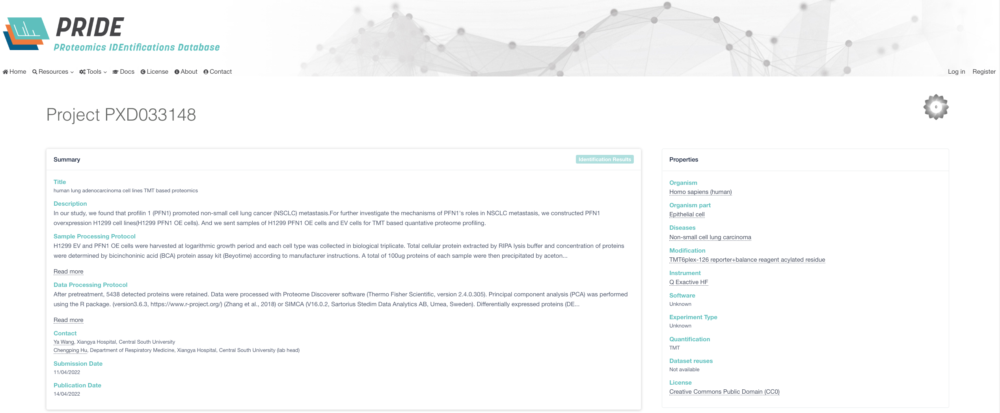 PRIDE
PRoteomics IDEntifications Database
Home Resources Tools Docs License About Contact
Log in Register
Project PXD033148
0
Summary
Identification Results
Title
human lung adenocarcinoma cell lines TMT based proteomics
Description
In our study, we found that profilin 1 (PFN1) promoted non-small cell lung cancer (NSCLC) metastasis.For further investigate the mechanisms of PFN1's roles in NSCLC metastasis, we constructed PFN1
overxpression H1299 cell lines(H1299 PFN1 OE cells). And we sent samples of H1299 PFN1 OE cells and EV cells for TMT based quantative proteome profiling.
Sample Processing Protocol
H1299 EV and PFN1 OE cells were harvested at logarithmic growth period and each cell type was collected in biological triplicate. Total cellular protein extracted by RIPA lysis buffer and concentration of proteins
were determined by bicinchoninic acid (BCA) protein assay kit (Beyotime) according to manufacturer instructions. A total of 100ug proteins of each sample were then precipitated by aceton...
Read more
Data Processing Protocol
After pretreatment, 5438 detected proteins were retained. Data were processed with Proteome Discoverer software (Thermo Fisher Scientific, version 2.4.0.305). Principal component analysis (PCA) was performed
using the R package. (version3.6.3, https://www.r-project.org/) (Zhang et al., 2018) or SIMCA (V16.0.2, Sartorius Stedim Data Analytics AB, Umea, Sweden). Differentially expressed proteins (DE...
Read more
Contact
Ya Wang, Xiangya Hospital, Central South University
Chengping Hu, Department of Respiratory Medicine, Xiangya Hospital, Central South University (lab head)
Submission Date
11/04/2022
Publication Date
14/04/2022
Properties
Organism
Homo sapiens (human)
Organism part
Epithelial cell
Diseases
Non-small cell lung carcinoma
Modification
TMT6plex-126 reporter+balance reagent acylated residue
Instrument
Q Exactive HF
Software
Unknown
Experiment Type
Unknown
Quantification
TMT
Dataset reuses
Not available
License
Creative Commons Public Domain (CC0)